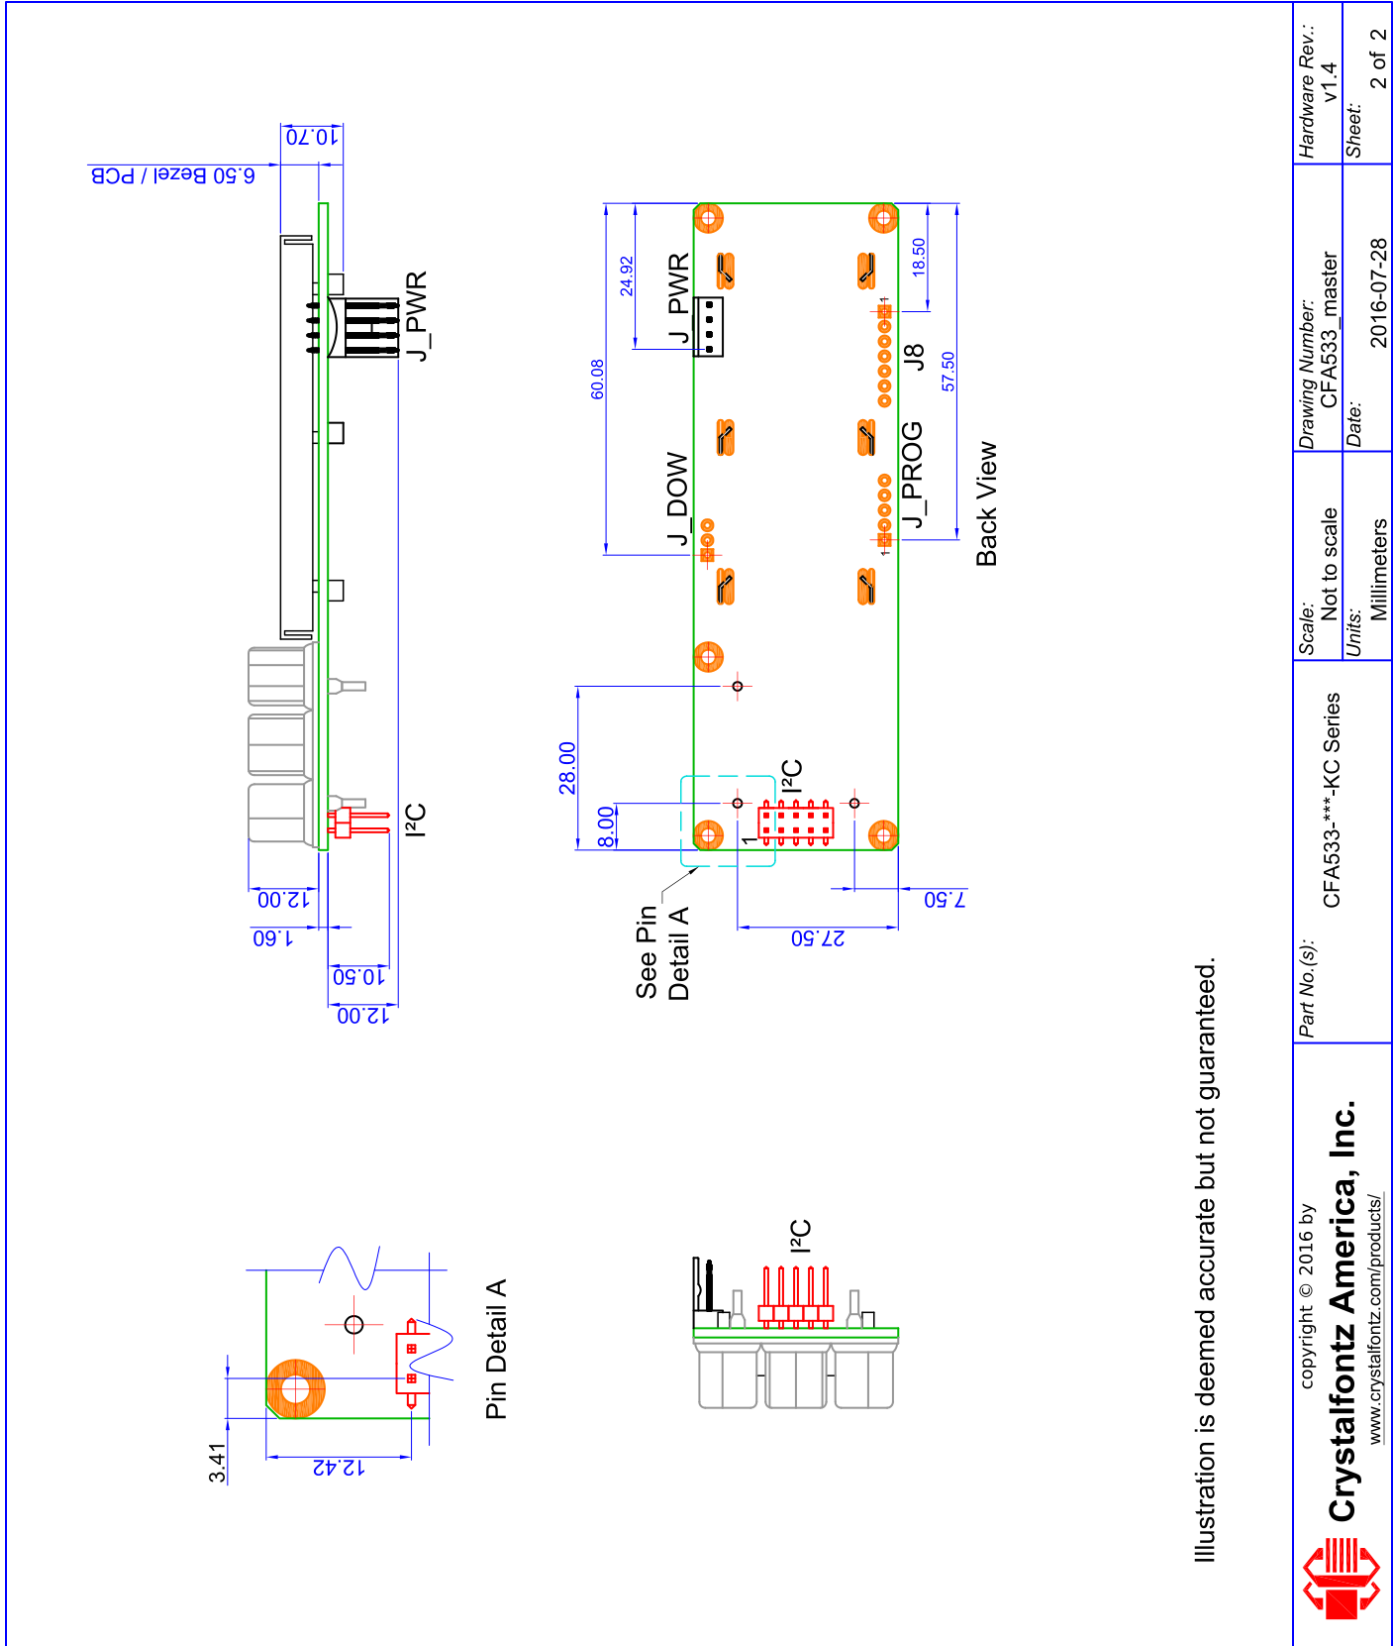 6.50 Bezel / PCB
10.70
12.00
1.60
10.50
12.00
I²C
J_PWR
3.41
12.42
Pin Detail A
60.08
24.92
28.00
8.00
See Pin
Detail A
J_DOW
J_PWR
1
I²C
27.50
7.50
1
J_PROG
J8
1
18.50
57.50
Back View
I²C
Illustration is deemed accurate but not guaranteed.
copyright © 2016 by
Crystalfontz America, Inc.
www.crystalfontz.com/products/
Part No.(s):
CFA533-***-KC Series
Scale:
Not to scale
Units:
Millimeters
Drawing Number:
CFA533_master
Date:
2016-07-28
Hardware Rev.:
v1.4
Sheet:
2 of 2